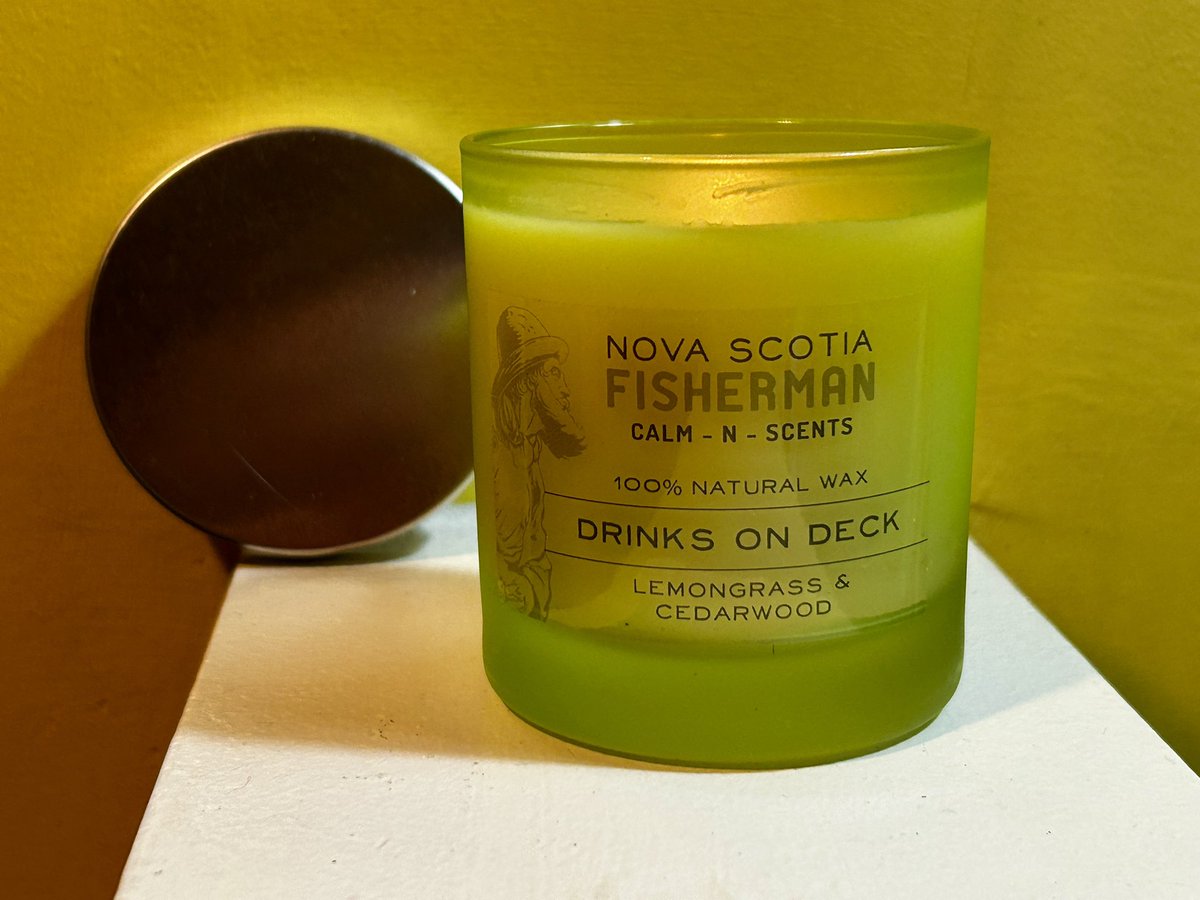 NOVA SCOTIA
FISHERMAN
CALM - N - SCENTS
100% NATURAL WAX
DRINKS ON DECK
LEMONGRASS &
CEDARWOOD